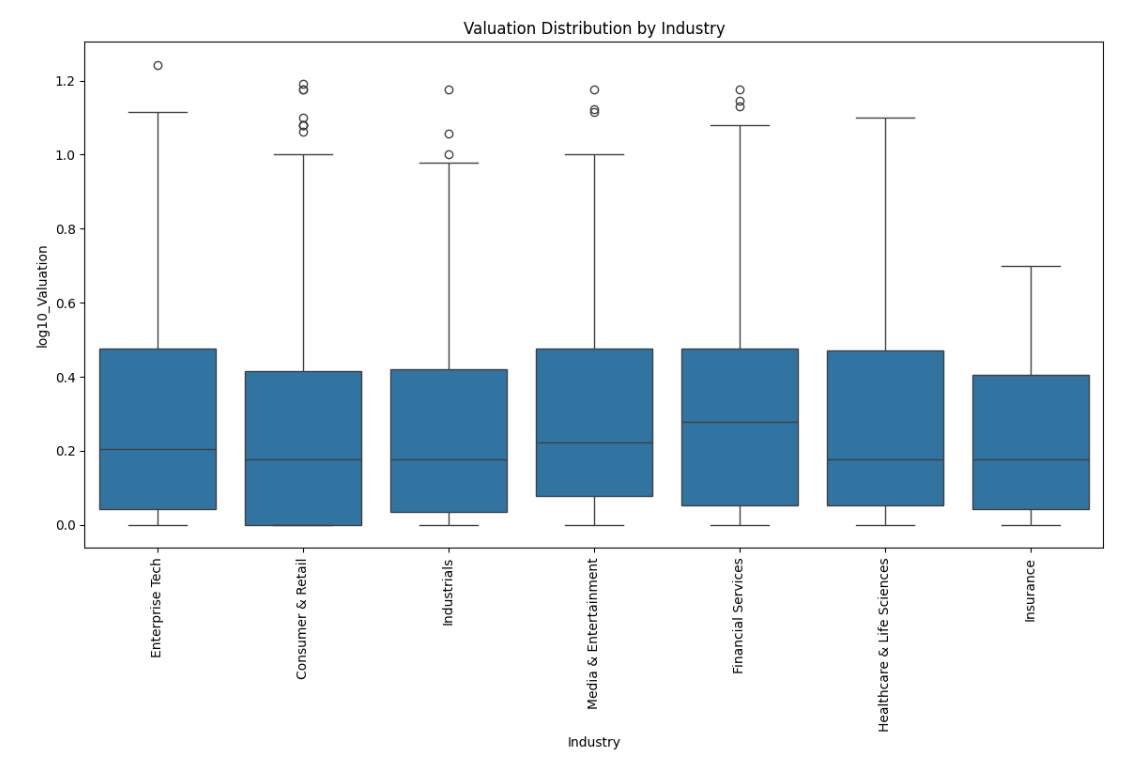 Valuation Distribution by Industry
log10_Valuation
1.2
1.0
0.8
0.6
0.4
0.2
0.0
Enterprise Tech
Consumer & Retail
Industrials
Media & Entertainment
Financial Services
Healthcare & Life Sciences
Insurance
Industry